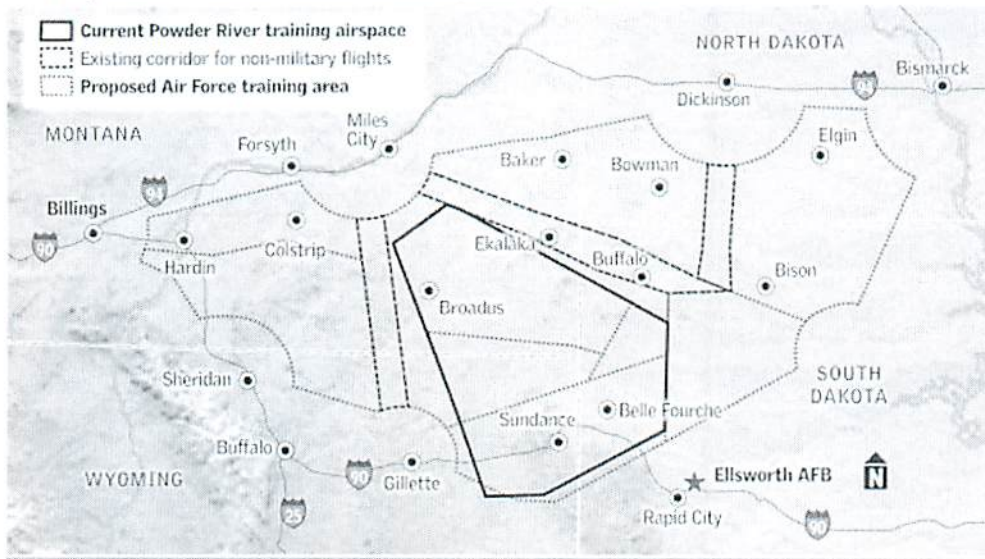 Current Powder River training airspace
Existing corridor for non-military flights
Proposed Air Force training area
NORTH DAKOTA
Bismarck
Dickinson
94
MONTANA
Miles
City
Forsyth
Elgin
Baker
Bowman
94
Billings
90
Hardin
Colstrip
Ekalaka
Buffalo
Bison
Broadus
Sheridan
SOUTH
DAKOTA
Belle Fourche
Sundance
Buffalo
90
Gillette
WYOMING
Ellsworth AFB
N
Rapid City
25
90